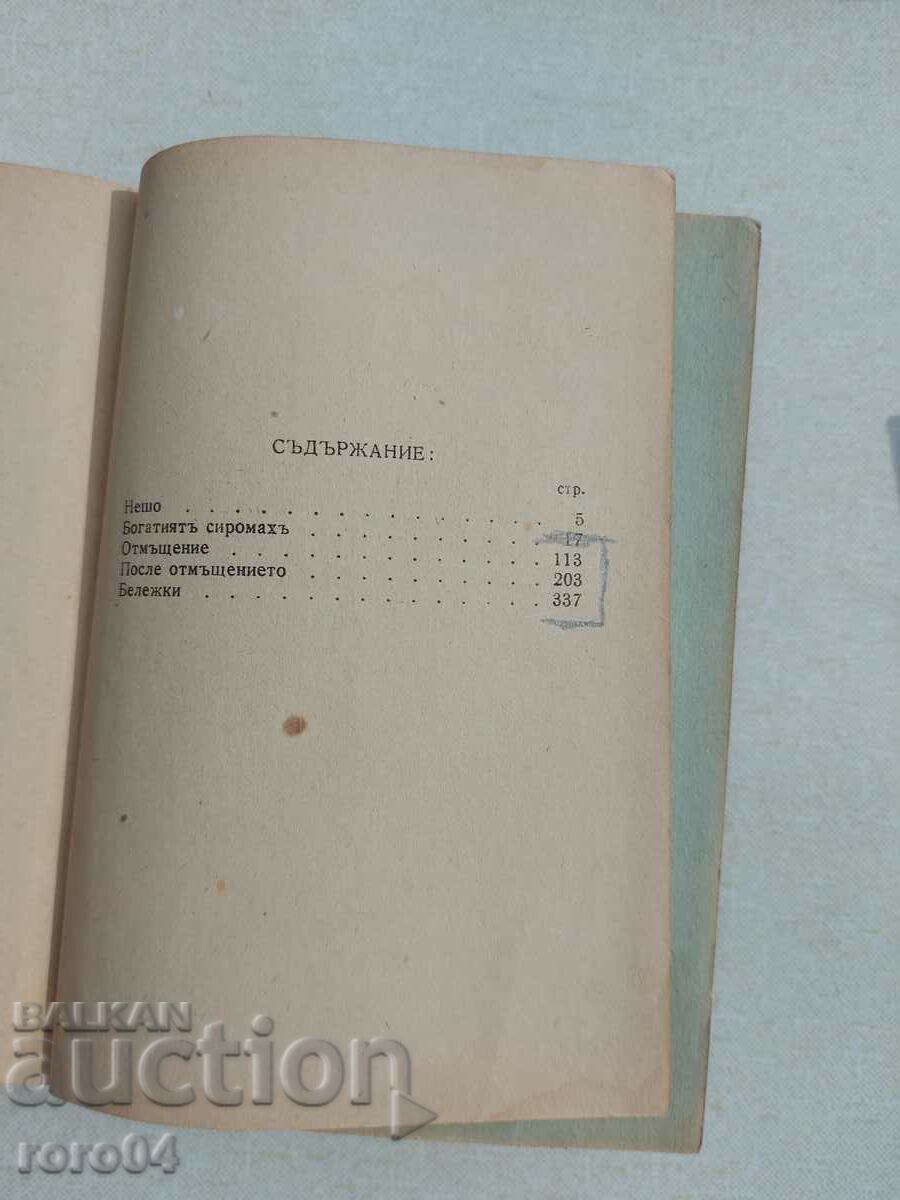 СЪДЪРЖАНИЕ:
стр.
Нешо . . . . . . . . . . . . . . . 5
Богатиятъ сиромахъ . . . . . . . . . . 17
Отмъщение . . . . . . . . . . . . . 113
После отмъщението . . . . . . . . . . 203
Бележки . . . . . . . . . . . . . . 337
BALKAN
auction
roro04